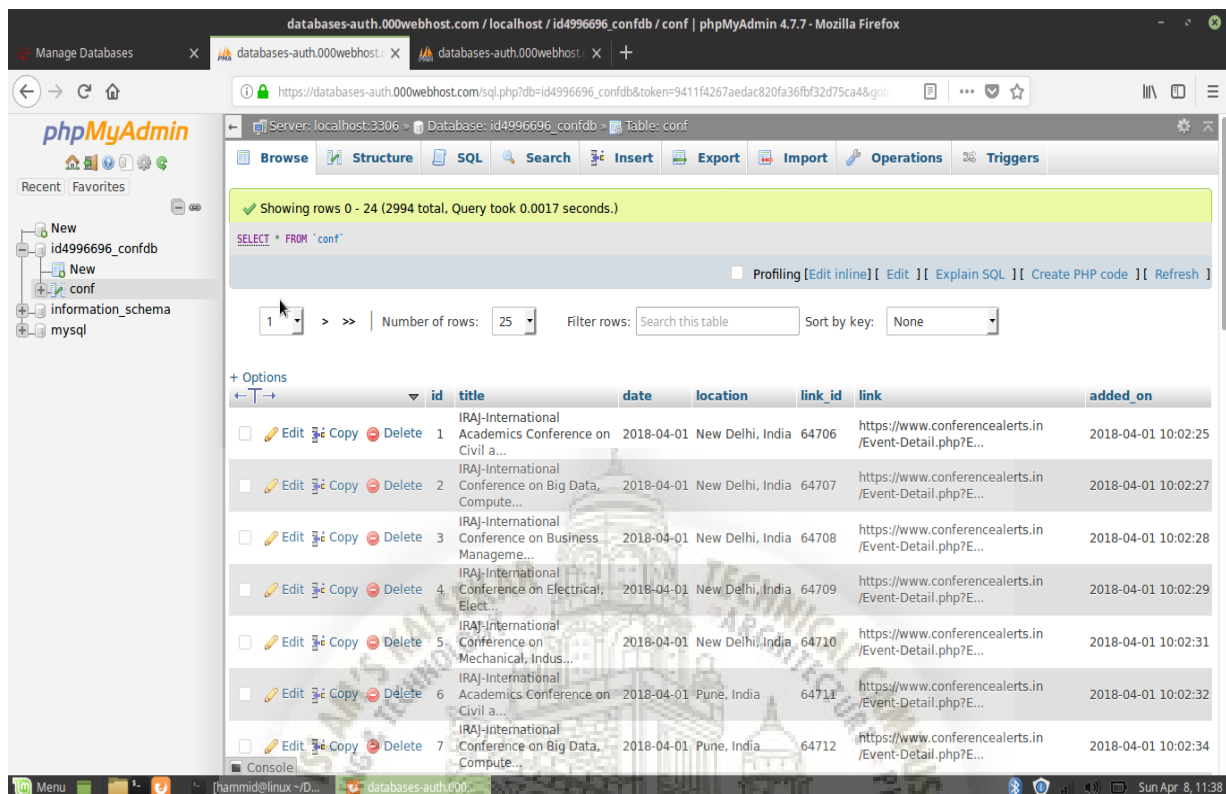 databases-auth.000webhost.com / localhost / id4996696_confdb / conf | phpMyAdmin 4.7.7 - Mozilla Firefox
Manage Databases
databases-auth.000webhost.c
databases-auth.000webhost.c
https://databases-auth.000webhost.com/sql.php?db=id4996696_confdb&token=9411f4267aedac820fa36fbf32d75ca4&goto
phpMyAdmin
Recent Favorites
New
id4996696_confdb
New
conf
information_schema
mysql
Server: localhost:3306 » Database: id4996696_confdb » Table: conf
Browse Structure SQL Search Insert Export Import Operations Triggers
Showing rows 0 - 24 (2994 total, Query took 0.0017 seconds.)
SELECT * FROM `conf`
Profiling [Edit inline] [ Edit ] [ Explain SQL ] [ Create PHP code ] [ Refresh ]
1 > >> | Number of rows: 25 Filter rows: Search this table Sort by key: None
+ Options
←T→ id title date location link_id link added_on
Edit Copy Delete 1 IRAJ-International Academics Conference on Civil a... 2018-04-01 New Delhi, India 64706 https://www.conferencealerts.in/Event-Detail.php?E... 2018-04-01 10:02:25
Edit Copy Delete 2 IRAJ-International Conference on Big Data, Compute... 2018-04-01 New Delhi, India 64707 https://www.conferencealerts.in/Event-Detail.php?E... 2018-04-01 10:02:27
Edit Copy Delete 3 IRAJ-International Conference on Business Manageme... 2018-04-01 New Delhi, India 64708 https://www.conferencealerts.in/Event-Detail.php?E... 2018-04-01 10:02:28
Edit Copy Delete 4 IRAJ-International Conference on Electrical, Elect... 2018-04-01 New Delhi, India 64709 https://www.conferencealerts.in/Event-Detail.php?E... 2018-04-01 10:02:29
Edit Copy Delete 5 IRAJ-International Conference on Mechanical, Indus... 2018-04-01 New Delhi, India 64710 https://www.conferencealerts.in/Event-Detail.php?E... 2018-04-01 10:02:31
Edit Copy Delete 6 IRAJ-International Academics Conference on Civil a... 2018-04-01 Pune, India 64711 https://www.conferencealerts.in/Event-Detail.php?E... 2018-04-01 10:02:32
Edit Copy Delete 7 IRAJ-International Conference on Big Data, Compute... 2018-04-01 Pune, India 64712 https://www.conferencealerts.in/Event-Detail.php?E... 2018-04-01 10:02:34
Console
Menu [hammid@linux ~/D... databases-auth.000... Sun Apr 8, 11:38